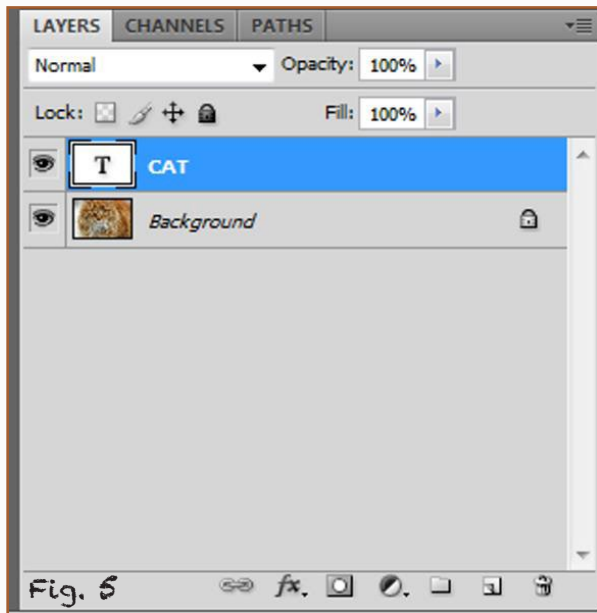 LAYERS CHANNELS PATHS
Normal Opacity: 100%
Lock: Fill: 100%
T CAT
Background
Fig. 5 fx.